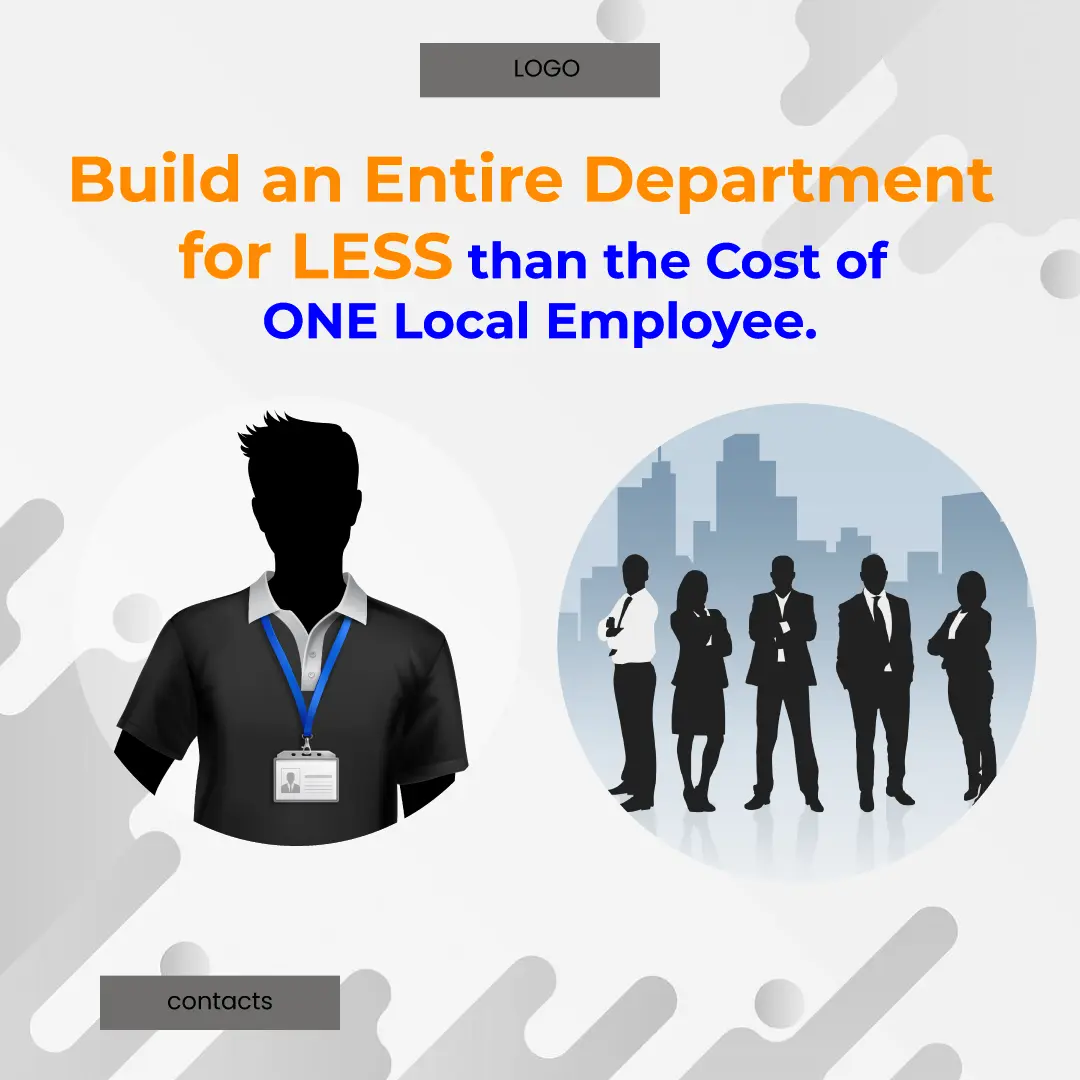 LOGO
Build an Entire Department
for LESS than the Cost of
ONE Local Employee.
contacts